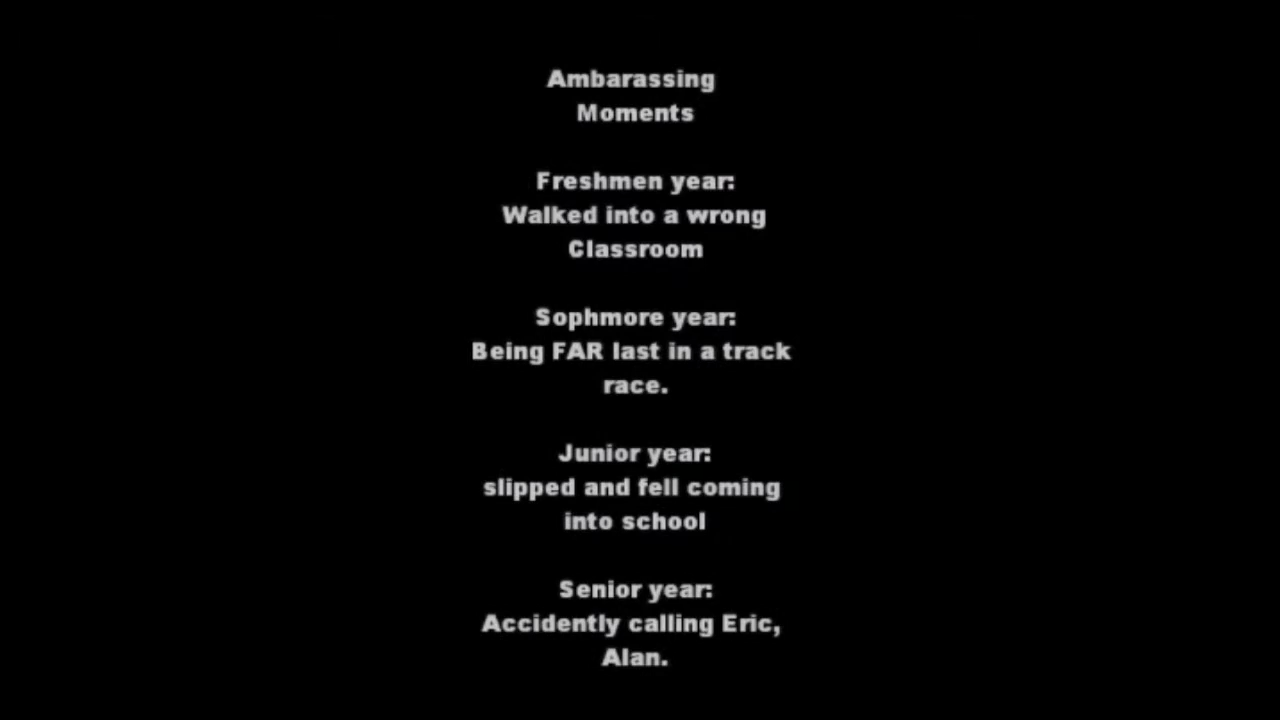 Ambarassing
Moments
Freshmen year:
Walked into a wrong
Classroom
Sophmore year:
Being FAR last in a track
race.
Junior year:
slipped and fell coming
into school
Senior year:
Accidently calling Eric,
Alan.